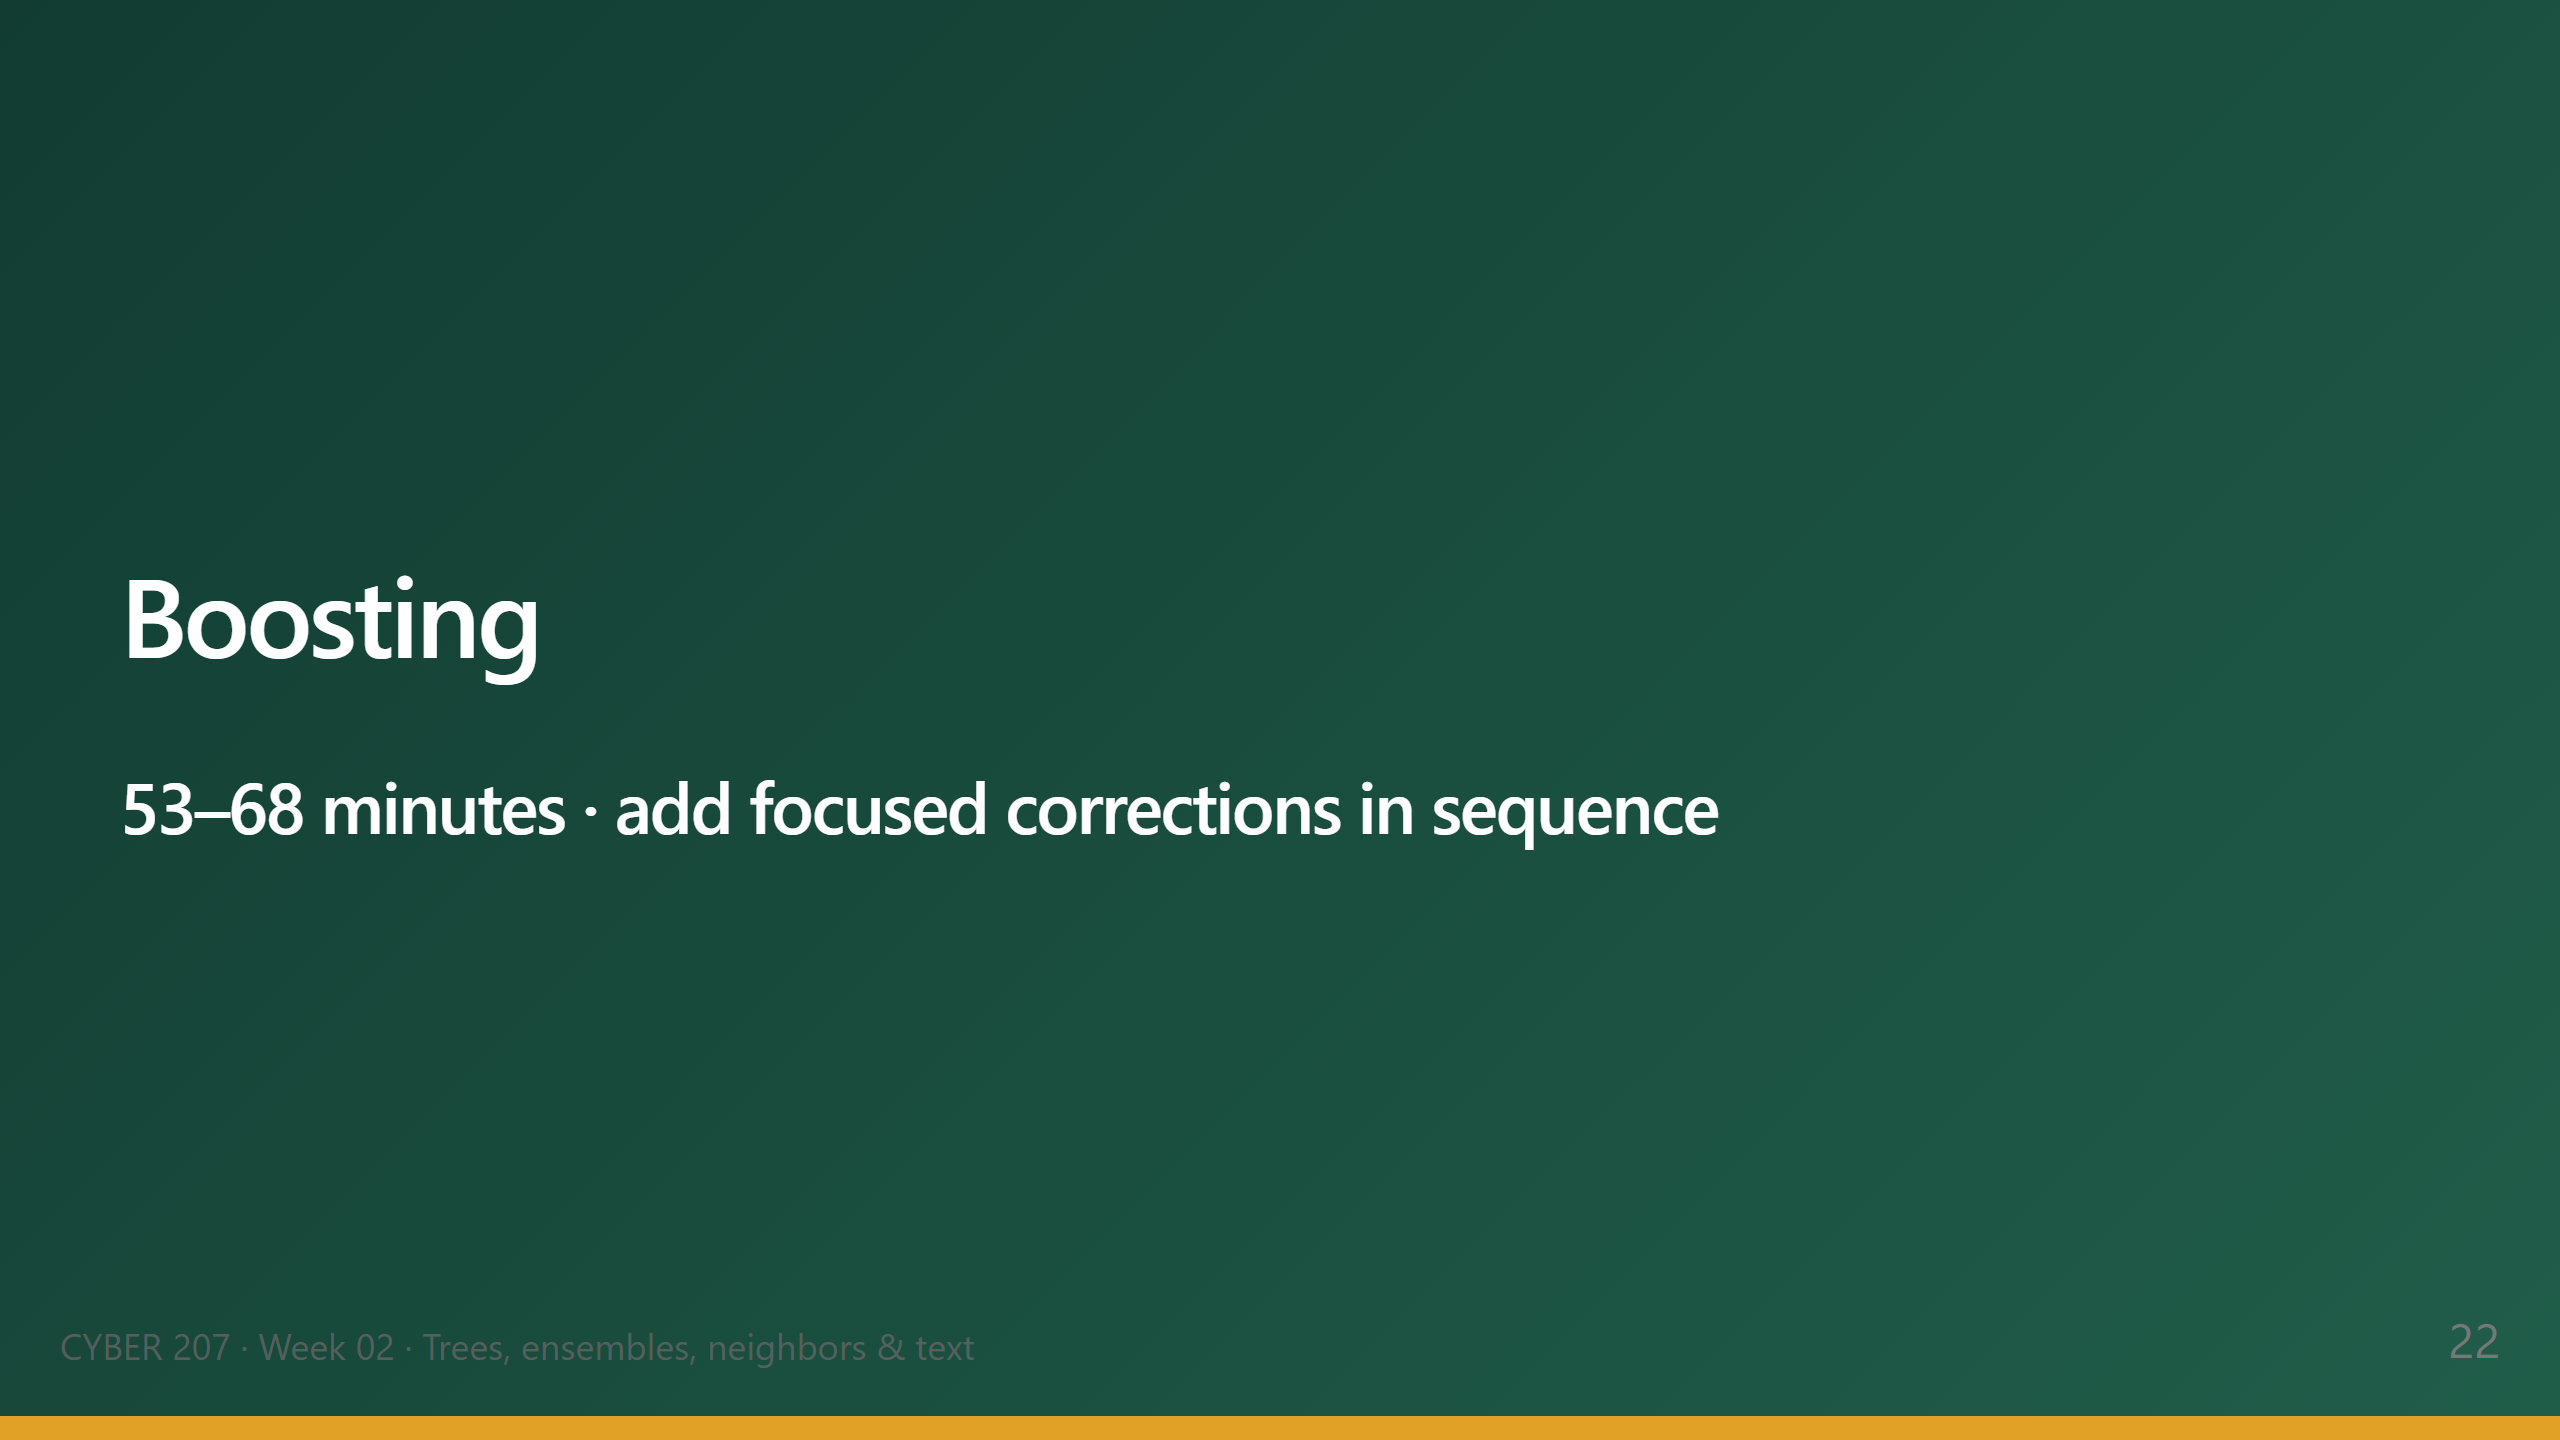 Boosting
53–68 minutes · add focused corrections in sequence
CYBER 207 · Week 02 · Trees, ensembles, neighbors & text
22